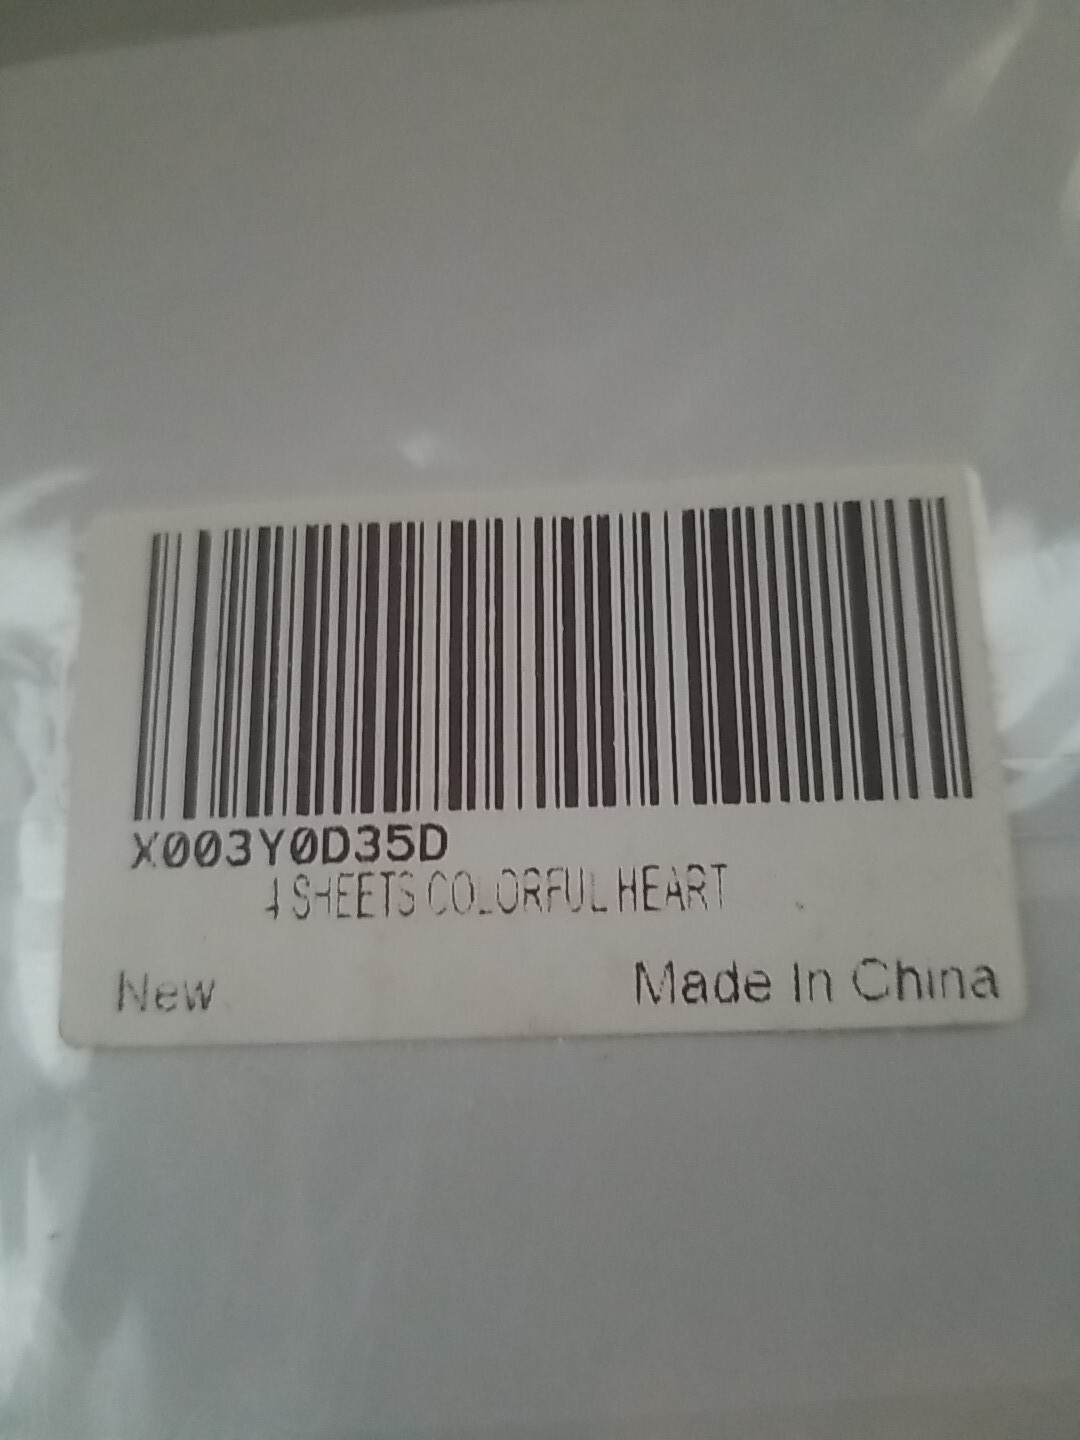 X003Y0D35D
4 SHEETS COLORFUL HEART
New
Made In China